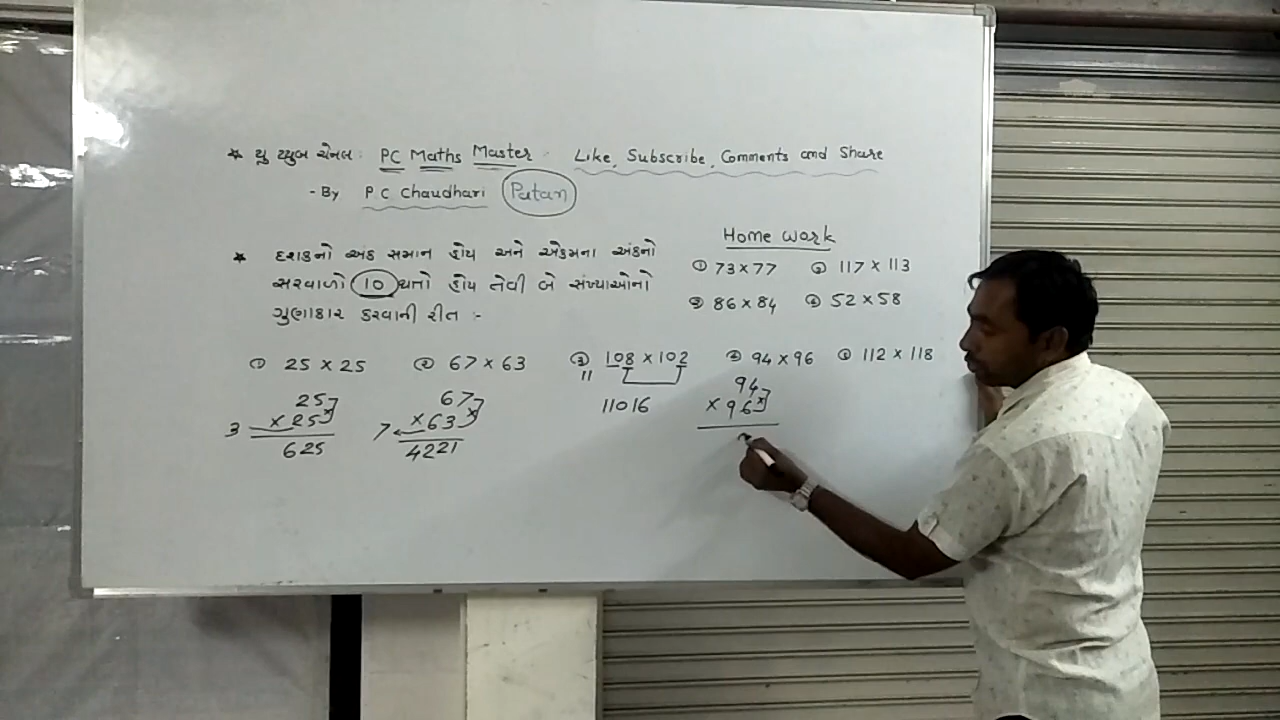 * યુ ટ્યુબ ચેનલ: PC Maths Master Like, Subscribe, Comments and Share
- By P C Chaudhari Patan
* દશકનો અંક સમાન હોય અને એકમના અંકનો
સરવાળો 10 થતો હોય તેવી બે સંખ્યાઓનો
ગુણાકાર કરવાની રીત :-
Home work
① 73 × 77 ③ 117 × 113
② 86 × 84 ④ 52 × 58
① 25 × 25 ② 67 × 63 ③ 108 × 102 ④ 94 × 96 ⑤ 112 × 118
25
3 × 25
625
67
7 × 63
4221
11
11016
94
× 96